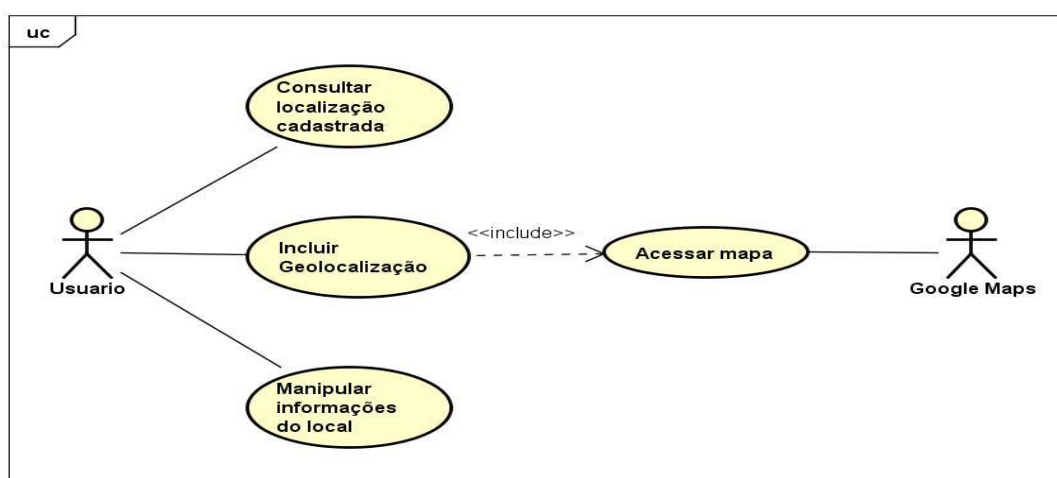 uc
Consultar
localização
cadastrada
<<include>>
Incluir
Geolocalização
Acessar mapa
Usuario
Google Maps
Manipular
informações
do local